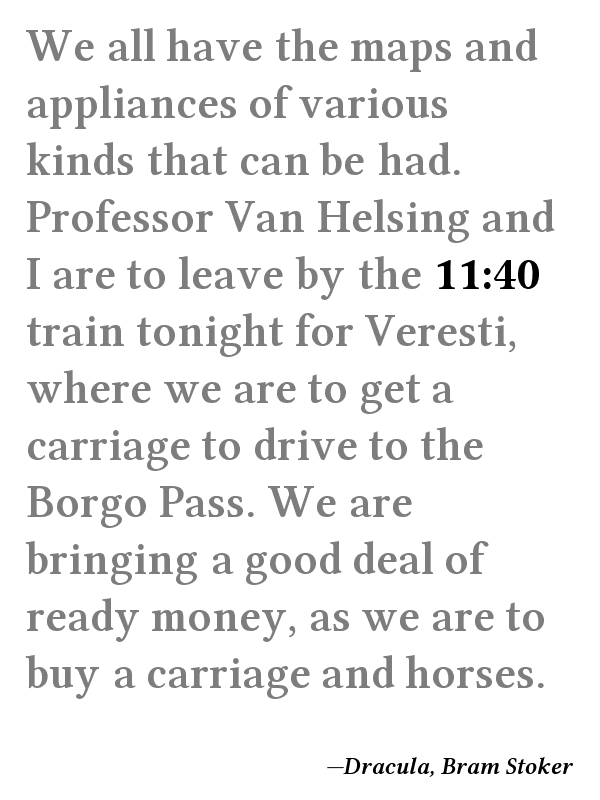 We all have the maps and
appliances of various
kinds that can be had.
Professor Van Helsing and
I are to leave by the 11:40
train tonight for Veresti,
where we are to get a
carriage to drive to the
Borgo Pass. We are
bringing a good deal of
ready money, as we are to
buy a carriage and horses.
—Dracula, Bram Stoker